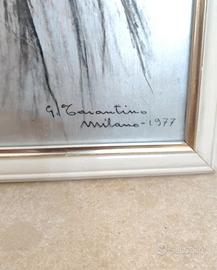 G. Tarantino
Milano - 1977